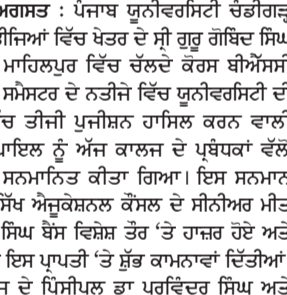 ਅਗਸਤ : ਪੰਜਾਬ ਯੂਨੀਵਰਸਿਟੀ ਚੰਡੀਗੜ੍ਹ
ਤੀਜਿਆਂ ਵਿੱਚ ਖੇਤਰ ਦੇ ਸ੍ਰੀ ਗੁਰੂ ਗੋਬਿੰਦ ਸਿੰਘ
ਮਾਹਿਲਪੁਰ ਵਿੱਚ ਚੱਲਦੇ ਕੋਰਸ ਬੀਐੱਸਸੀ
ਸਮੈਸਟਰ ਦੇ ਨਤੀਜੇ ਵਿੱਚ ਯੂਨੀਵਰਸਿਟੀ ਦੀ
ਚ ਤੀਜੀ ਪੁਜੀਸ਼ਨ ਹਾਸਿਲ ਕਰਨ ਵਾਲੀ
ਪਾਇਲ ਨੂੰ ਅੱਜ ਕਾਲਜ ਦੇ ਪ੍ਰਬੰਧਕਾਂ ਵੱਲੋਂ
ਸਨਮਾਨਿਤ ਕੀਤਾ ਗਿਆ। ਇਸ ਸਨਮਾਨ
ਸਿੱਖ ਐਜੂਕੇਸ਼ਨਲ ਕੌਂਸਲ ਦੇ ਸੀਨੀਅਰ ਮੀਤ
ਸਿੰਘ ਬੈਂਸ ਵਿਸ਼ੇਸ਼ ਤੌਰ ’ਤੇ ਹਾਜ਼ਰ ਹੋਏ ਅਤੇ
ਇਸ ਪ੍ਰਾਪਤੀ ’ਤੇ ਸ਼ੁੱਭ ਕਾਮਨਾਵਾਂ ਦਿੱਤੀਆਂ
ਜ ਦੇ ਪ੍ਰਿੰਸੀਪਲ ਡਾ ਪਰਵਿੰਦਰ ਸਿੰਘ ਅਤੇ